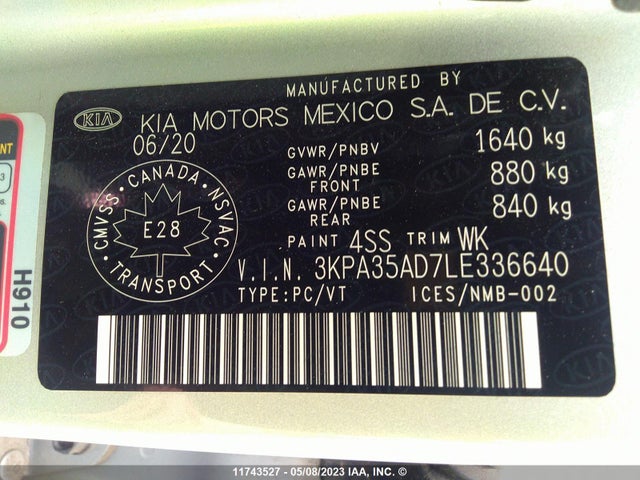 MANUFACTURED BY
KIA KIA MOTORS MEXICO S.A. DE C.V.
06/20
GVWR/PNBV 1640 kg
GAWR/PNBE FRONT 880 kg
GAWR/PNBE REAR 840 kg
CANADA
CMVSS
NSVAC
E28
TRANSPORT
PAINT 4SS TRIM WK
V.I.N. 3KPA35AD7LE336640
TYPE:PC/VT ICES/NMB-002
H910
11743527 - 05/08/2023 IAA, INC. ©